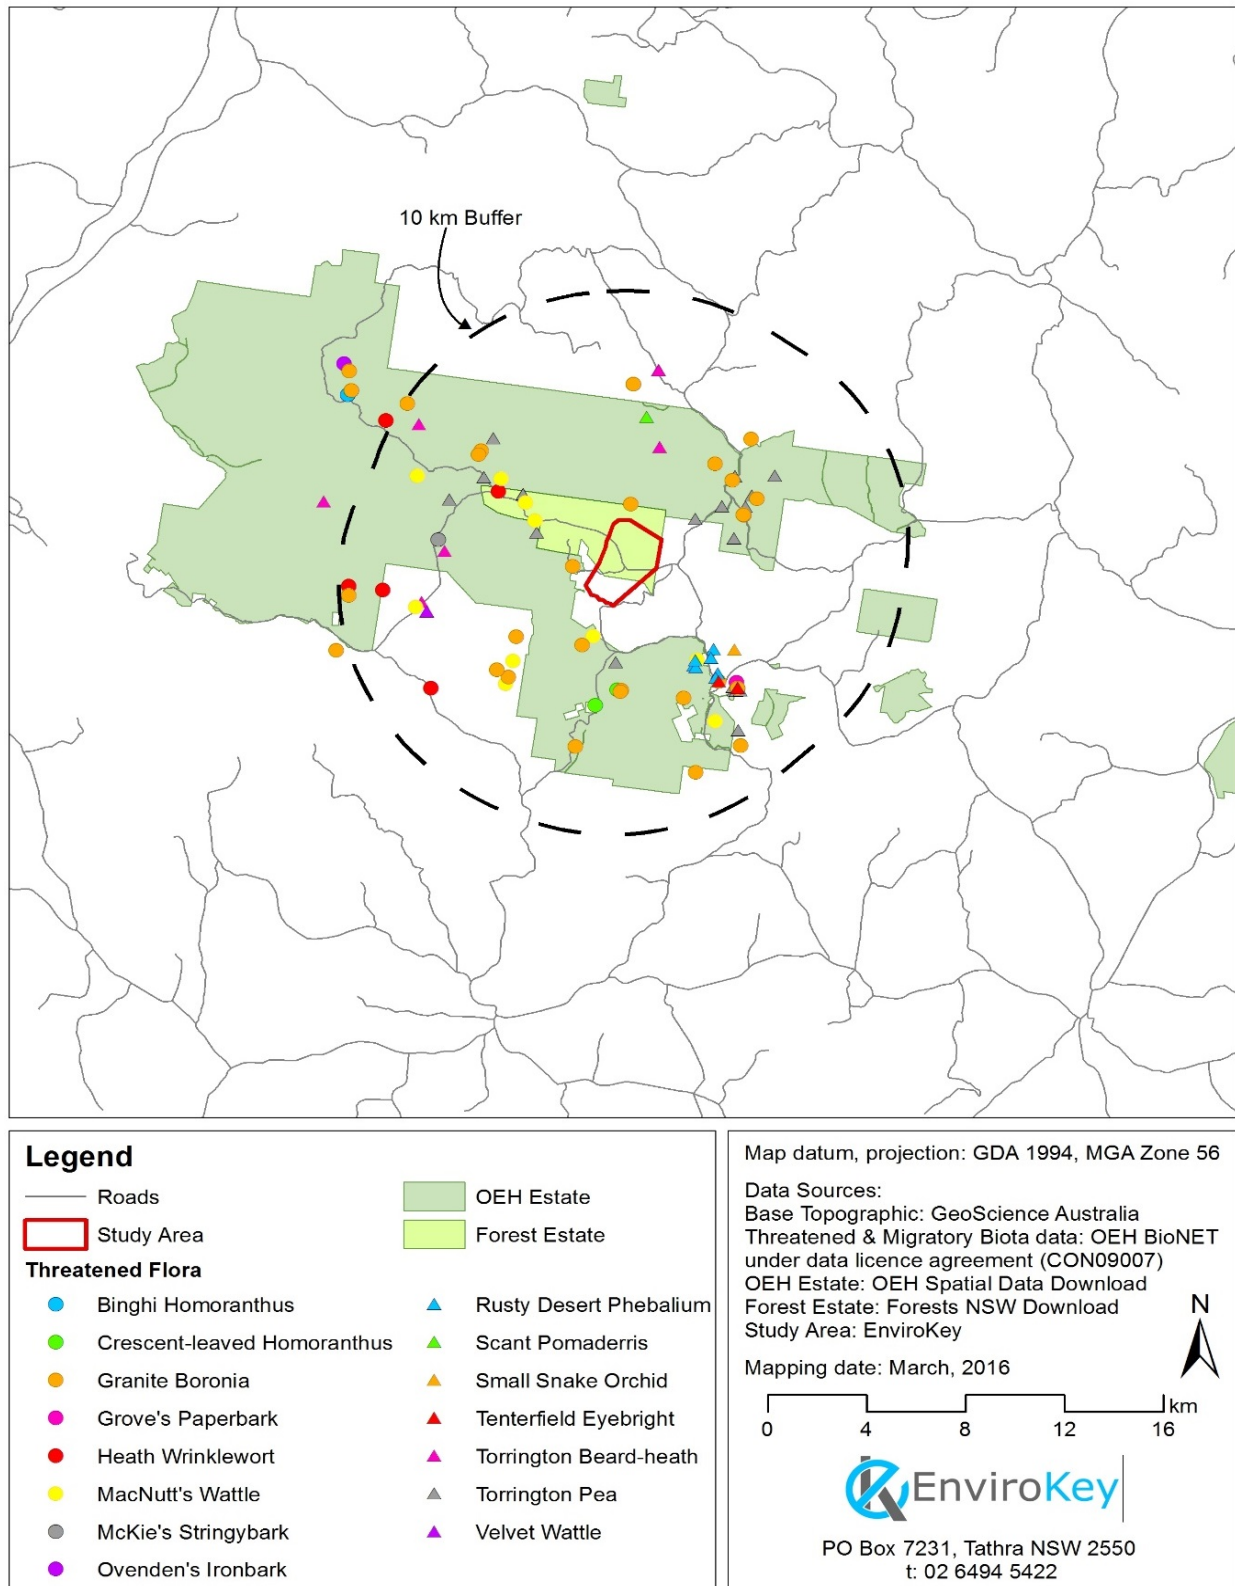 10 km Buffer
Legend
Roads
Study Area
OEH Estate
Forest Estate
Threatened Flora
Binghi Homoranthus
Crescent-leaved Homoranthus
Granite Boronia
Grove's Paperbark
Heath Wrinklewort
MacNutt's Wattle
McKie's Stringybark
Ovenden's Ironbark
Rusty Desert Phebalium
Scant Pomaderris
Small Snake Orchid
Tenterfield Eyebright
Torrington Beard-heath
Torrington Pea
Velvet Wattle
Map datum, projection: GDA 1994, MGA Zone 56
Data Sources:
Base Topographic: GeoScience Australia
Threatened & Migratory Biota data: OEH BioNET
under data licence agreement (CON09007)
OEH Estate: OEH Spatial Data Download
Forest Estate: Forests NSW Download
Study Area: EnviroKey
Mapping date: March, 2016
N
km
0 4 8 12 16
EnviroKey
PO Box 7231, Tathra NSW 2550
t: 02 6494 5422